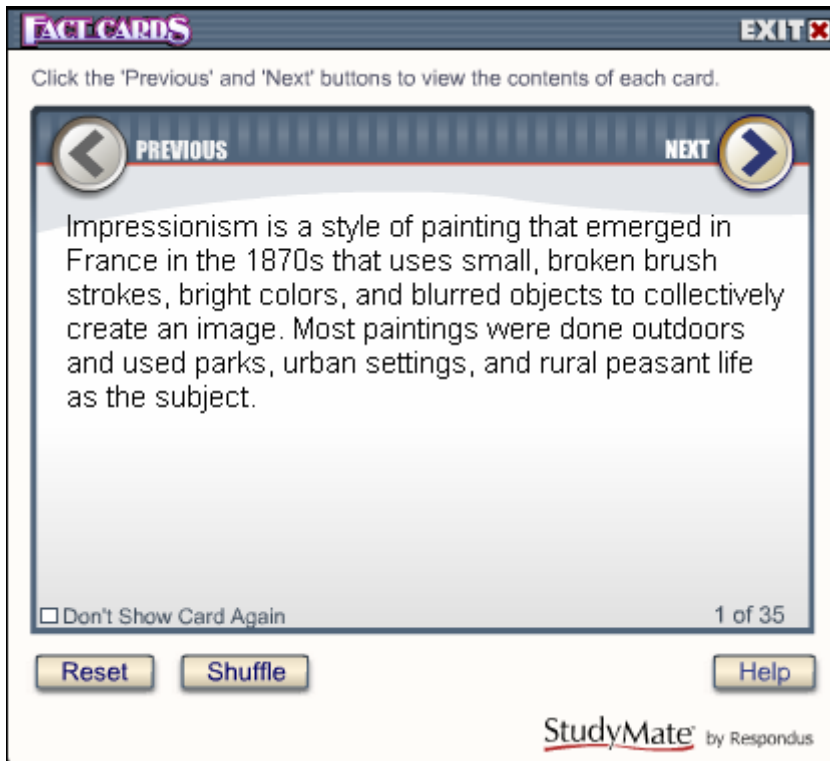 FACT CARDS
EXIT
Click the 'Previous' and 'Next' buttons to view the contents of each card.
PREVIOUS
NEXT
Impressionism is a style of painting that emerged in
France in the 1870s that uses small, broken brush
strokes, bright colors, and blurred objects to collectively
create an image. Most paintings were done outdoors
and used parks, urban settings, and rural peasant life
as the subject.
Don't Show Card Again
1 of 35
Reset
Shuffle
Help
StudyMate by Respondus